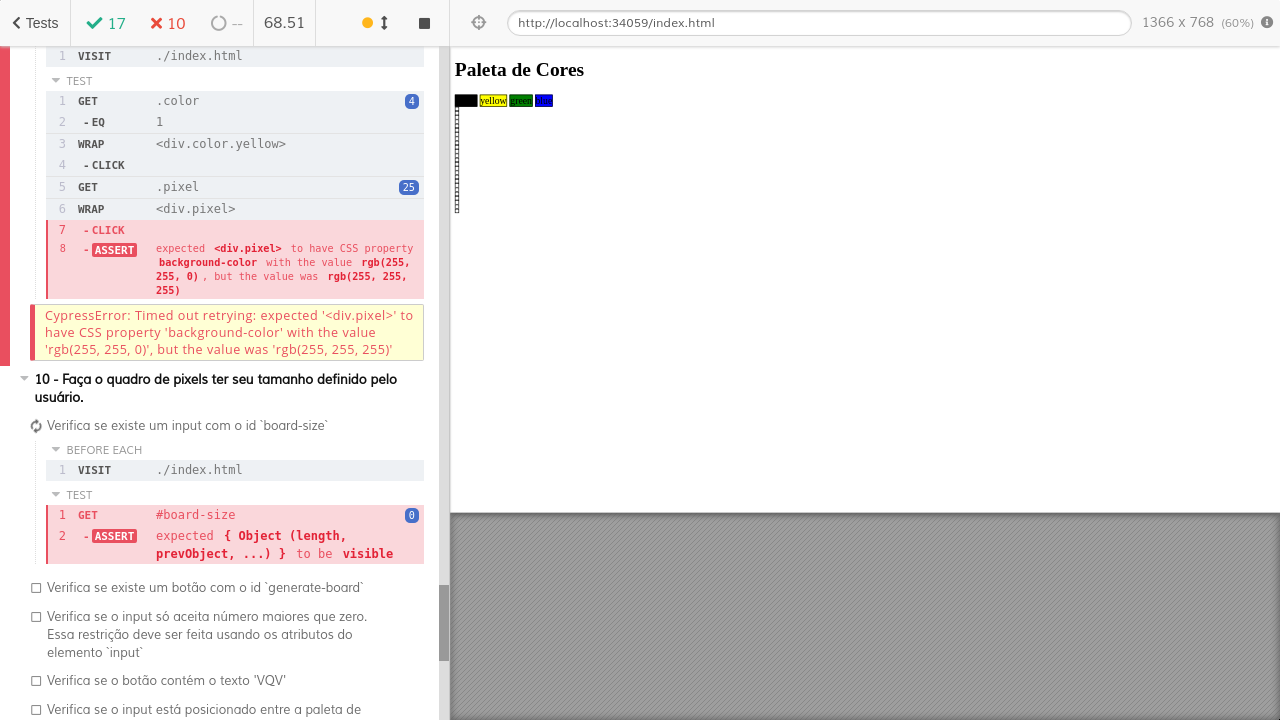 Tests 17 10 -- 68.51 http://localhost:34059/index.html 1366 x 768 (60%)
1 VISIT ./index.html
TEST
1 GET .color 4
2 - EQ 1
3 WRAP <div.color.yellow>
4 - CLICK
5 GET .pixel 25
6 WRAP <div.pixel>
7 - CLICK
8 - ASSERT expected <div.pixel> to have CSS property
background-color with the value rgb(255,
255, 0) , but the value was rgb(255, 255,
255)
CypressError: Timed out retrying: expected '<div.pixel>' to
have CSS property 'background-color' with the value
'rgb(255, 255, 0)', but the value was 'rgb(255, 255, 255)'
10 - Faça o quadro de pixels ter seu tamanho definido pelo
usuário.
Verifica se existe um input com o id `board-size`
BEFORE EACH
1 VISIT ./index.html
TEST
1 GET #board-size 0
2 - ASSERT expected { Object (length,
prevObject, ...) } to be visible
Verifica se existe um botão com o id `generate-board`
Verifica se o input só aceita número maiores que zero.
Essa restrição deve ser feita usando os atributos do
elemento `input`
Verifica se o botão contém o texto 'VQV'
Verifica se o input está posicionado entre a paleta de
Paleta de Cores
yellow green